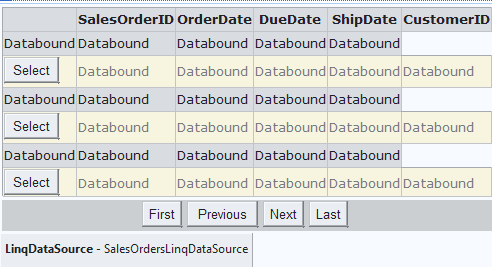 SalesOrderID OrderDate DueDate ShipDate CustomerID
Databound Databound Databound Databound Databound
Select Databound Databound Databound Databound Databound
Databound Databound Databound Databound Databound
Select Databound Databound Databound Databound Databound
Databound Databound Databound Databound Databound
Select Databound Databound Databound Databound Databound
First Previous Next Last
LinqDataSource - SalesOrdersLinqDataSource